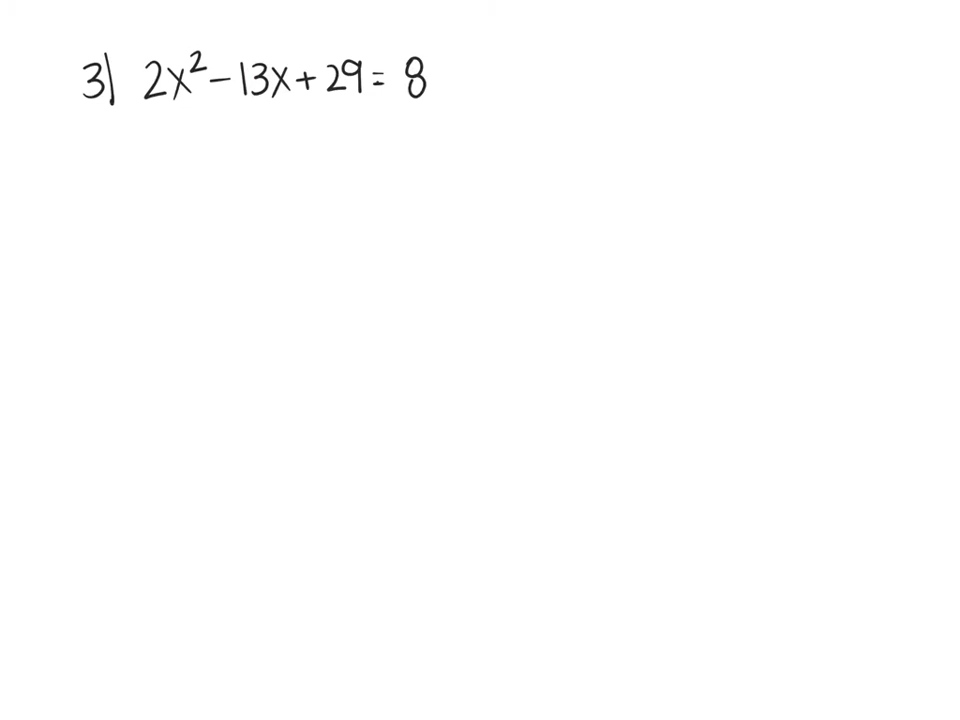 3) 2x² - 13x + 29 = 8